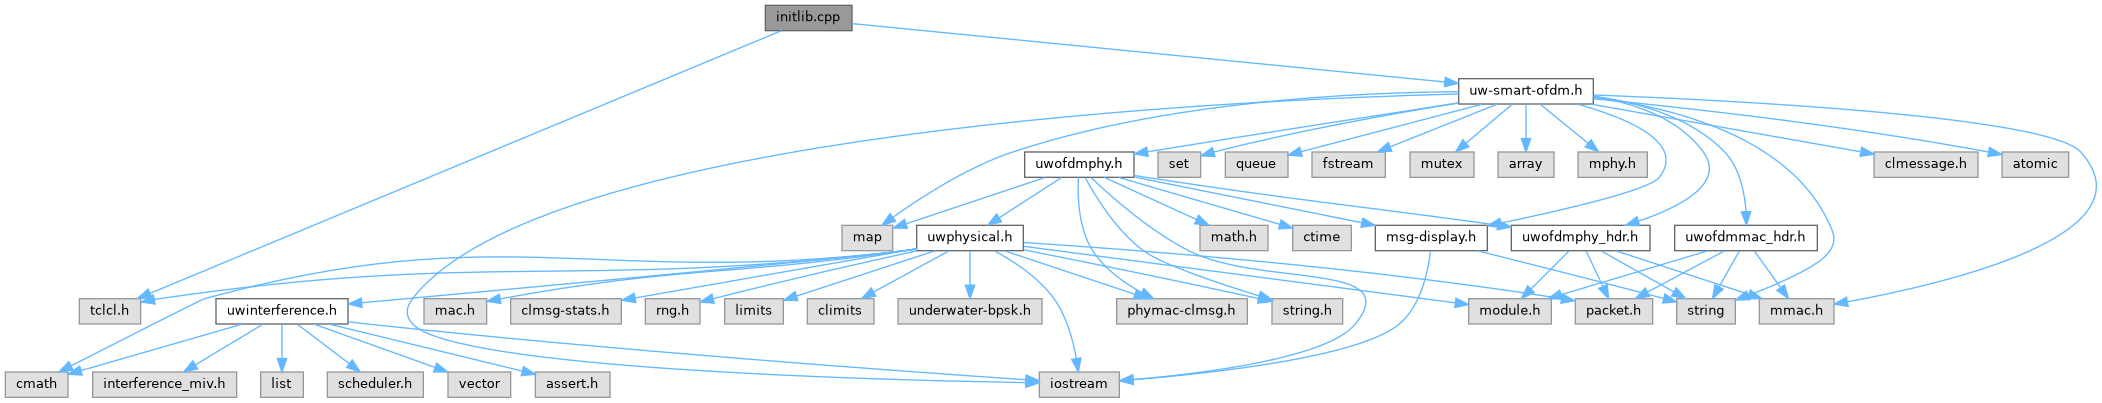 initlib.cpp
uw-smart-ofdm.h
uwofdmphy.h
set
queue
fstream
mutex
array
mphy.h
clmessage.h
atomic
map
uwphysical.h
math.h
ctime
msg-display.h
uwofdmphy_hdr.h
uwofdmmac_hdr.h
tclcl.h
uwinterference.h
mac.h
clmsg-stats.h
rng.h
limits
climits
underwater-bpsk.h
phymac-clmsg.h
string.h
module.h
packet.h
string
mmac.h
cmath
interference_miv.h
list
scheduler.h
vector
assert.h
iostream